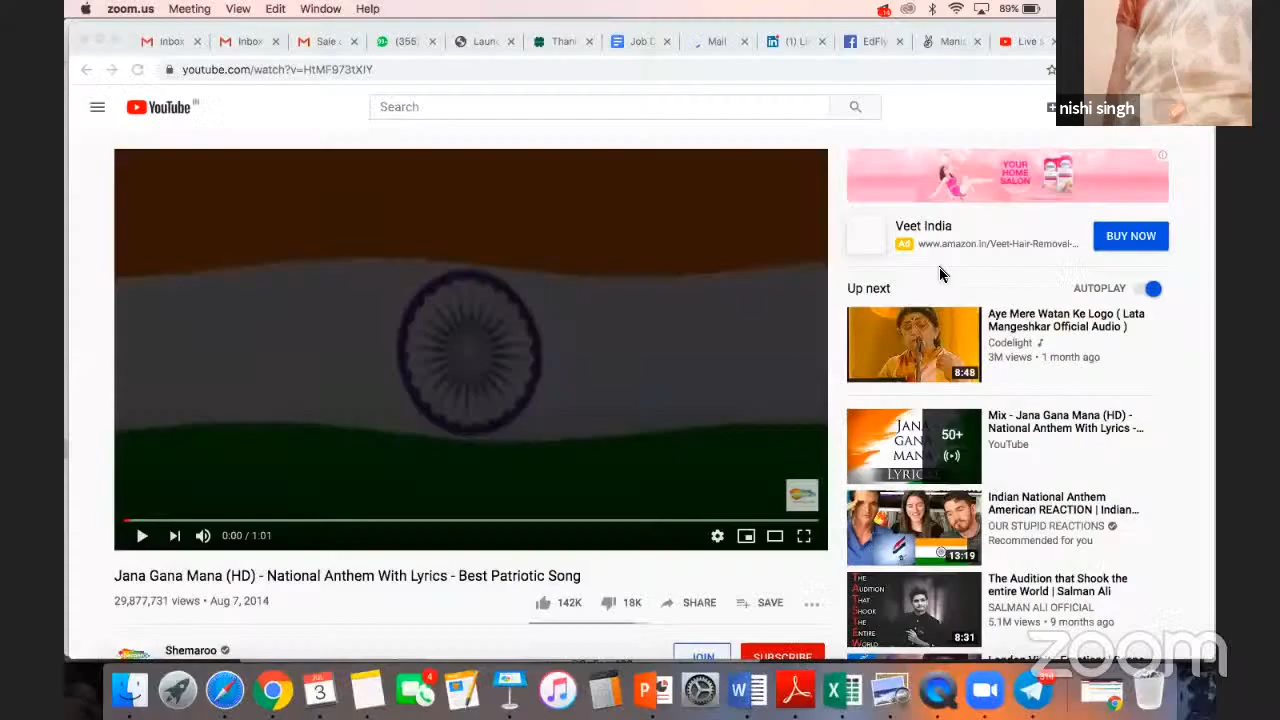 zoom.us Meeting View Edit Window Help
89%
Inbox
Inbox
Sale
(355)
Laun
Than
Job D
Mail
(1) Li
EdFly
Live s
youtube.com/watch?v=HtMF973tXIY
YouTube IN
Search
nishi singh
YOUR
HOME
SALON
Veet India
Ad www.amazon.in/Veet-Hair-Removal-...
BUY NOW
Up next
AUTOPLAY
Aye Mere Watan Ke Logo ( Lata
Mangeshkar Official Audio )
Codelight
3M views • 1 month ago
8:48
JANA
GANA
MANA
LYRIC
50+
Mix - Jana Gana Mana (HD) -
National Anthem With Lyrics -...
YouTube
Indian National Anthem
American REACTION | Indian...
OUR STUPID REACTIONS
Recommended for you
13:19
THE
AUDITION
THAT
SHOOK
THE
ENTIRE
WORLD
8:31
The Audition that Shook the
entire World | Salman Ali
SALMAN ALI OFFICIAL
5.1M views • 9 months ago
0:00 / 1:01
Jana Gana Mana (HD) - National Anthem With Lyrics - Best Patriotic Song
29,877,731 views • Aug 7, 2014
142K
18K
SHARE
SAVE
Shemaroo
JOIN
SUBSCRIBE
zoom
JUL
3
4
314